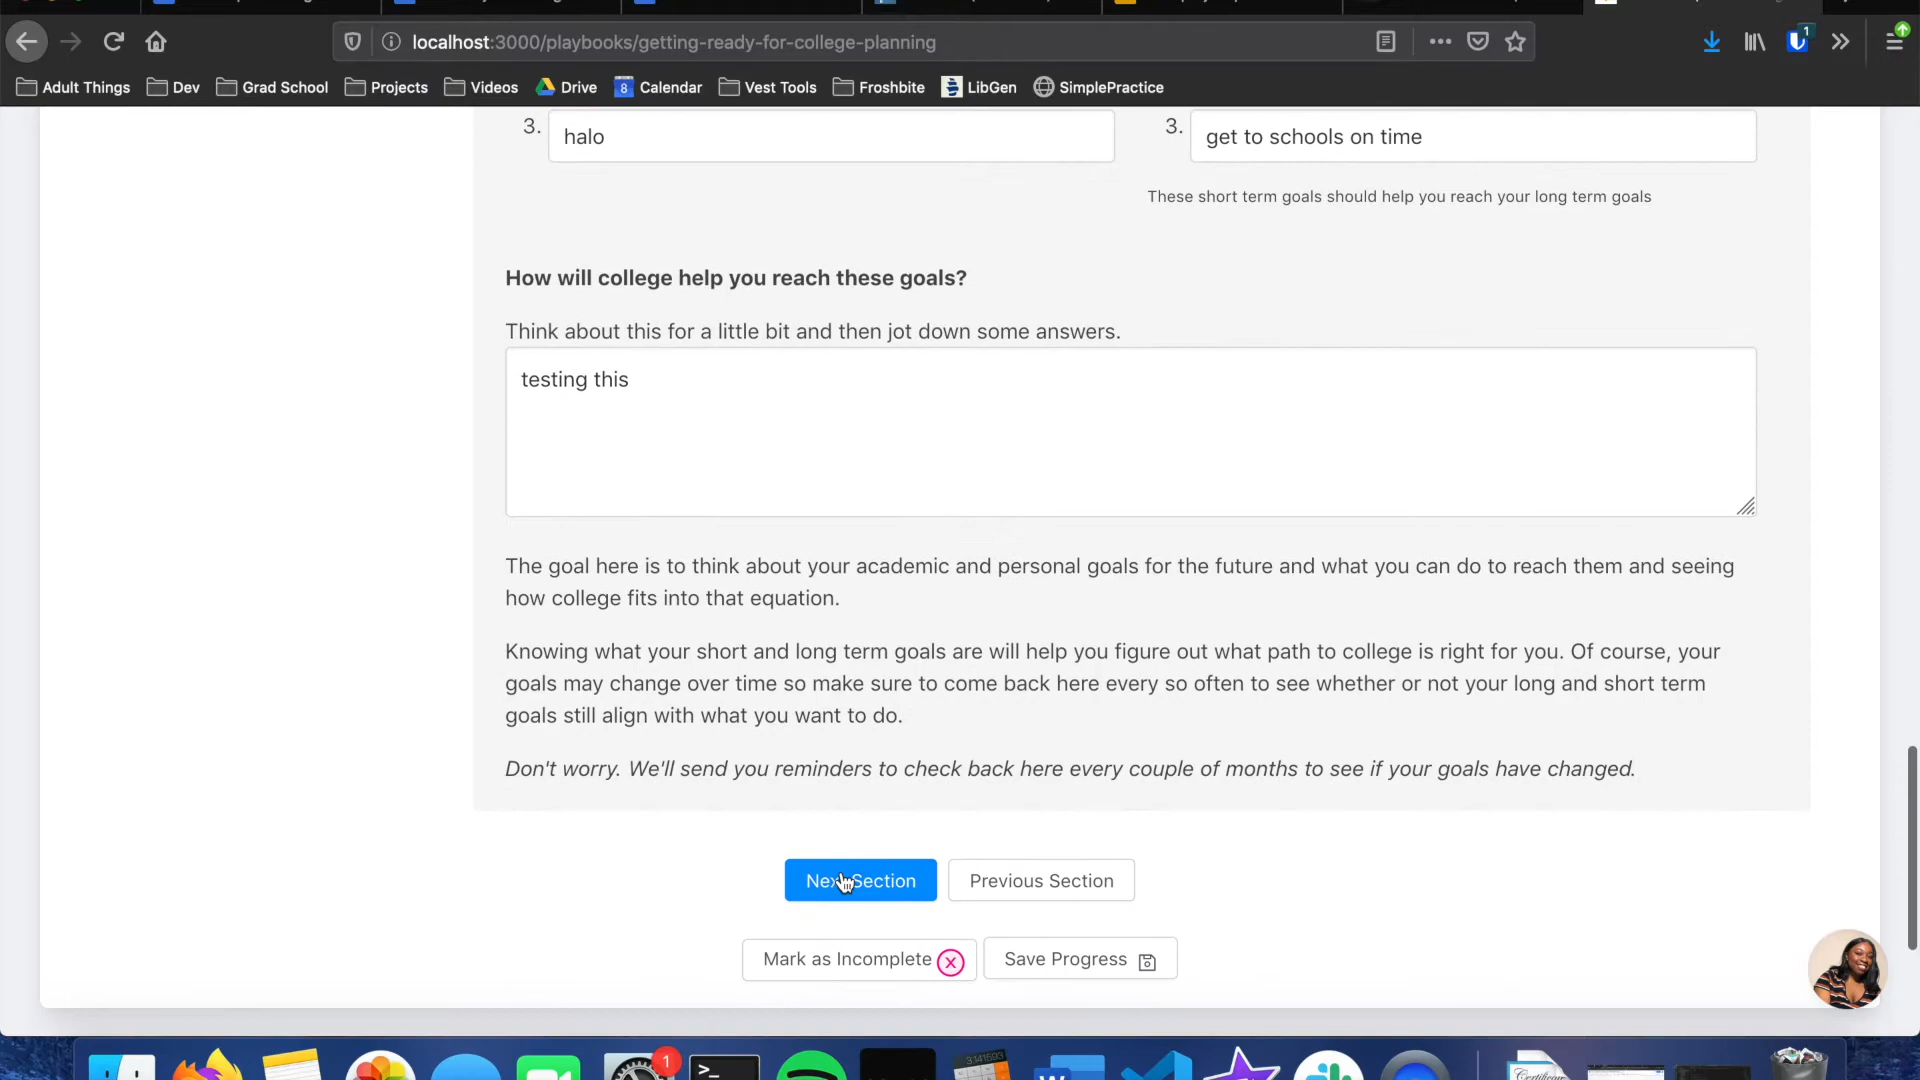 localhost:3000/playbooks/getting-ready-for-college-planning
1
Adult Things Dev Grad School Projects Videos Drive 8 Calendar Vest Tools Froshbite LibGen SimplePractice
3. halo 3. get to schools on time
These short term goals should help you reach your long term goals
How will college help you reach these goals?
Think about this for a little bit and then jot down some answers.
testing this
The goal here is to think about your academic and personal goals for the future and what you can do to reach them and seeing
how college fits into that equation.
Knowing what your short and long term goals are will help you figure out what path to college is right for you. Of course, your
goals may change over time so make sure to come back here every so often to see whether or not your long and short term
goals still align with what you want to do.
Don't worry. We'll send you reminders to check back here every couple of months to see if your goals have changed.
Next Section Previous Section
Mark as Incomplete Save Progress
1 >_ 3.141593 W Certificate